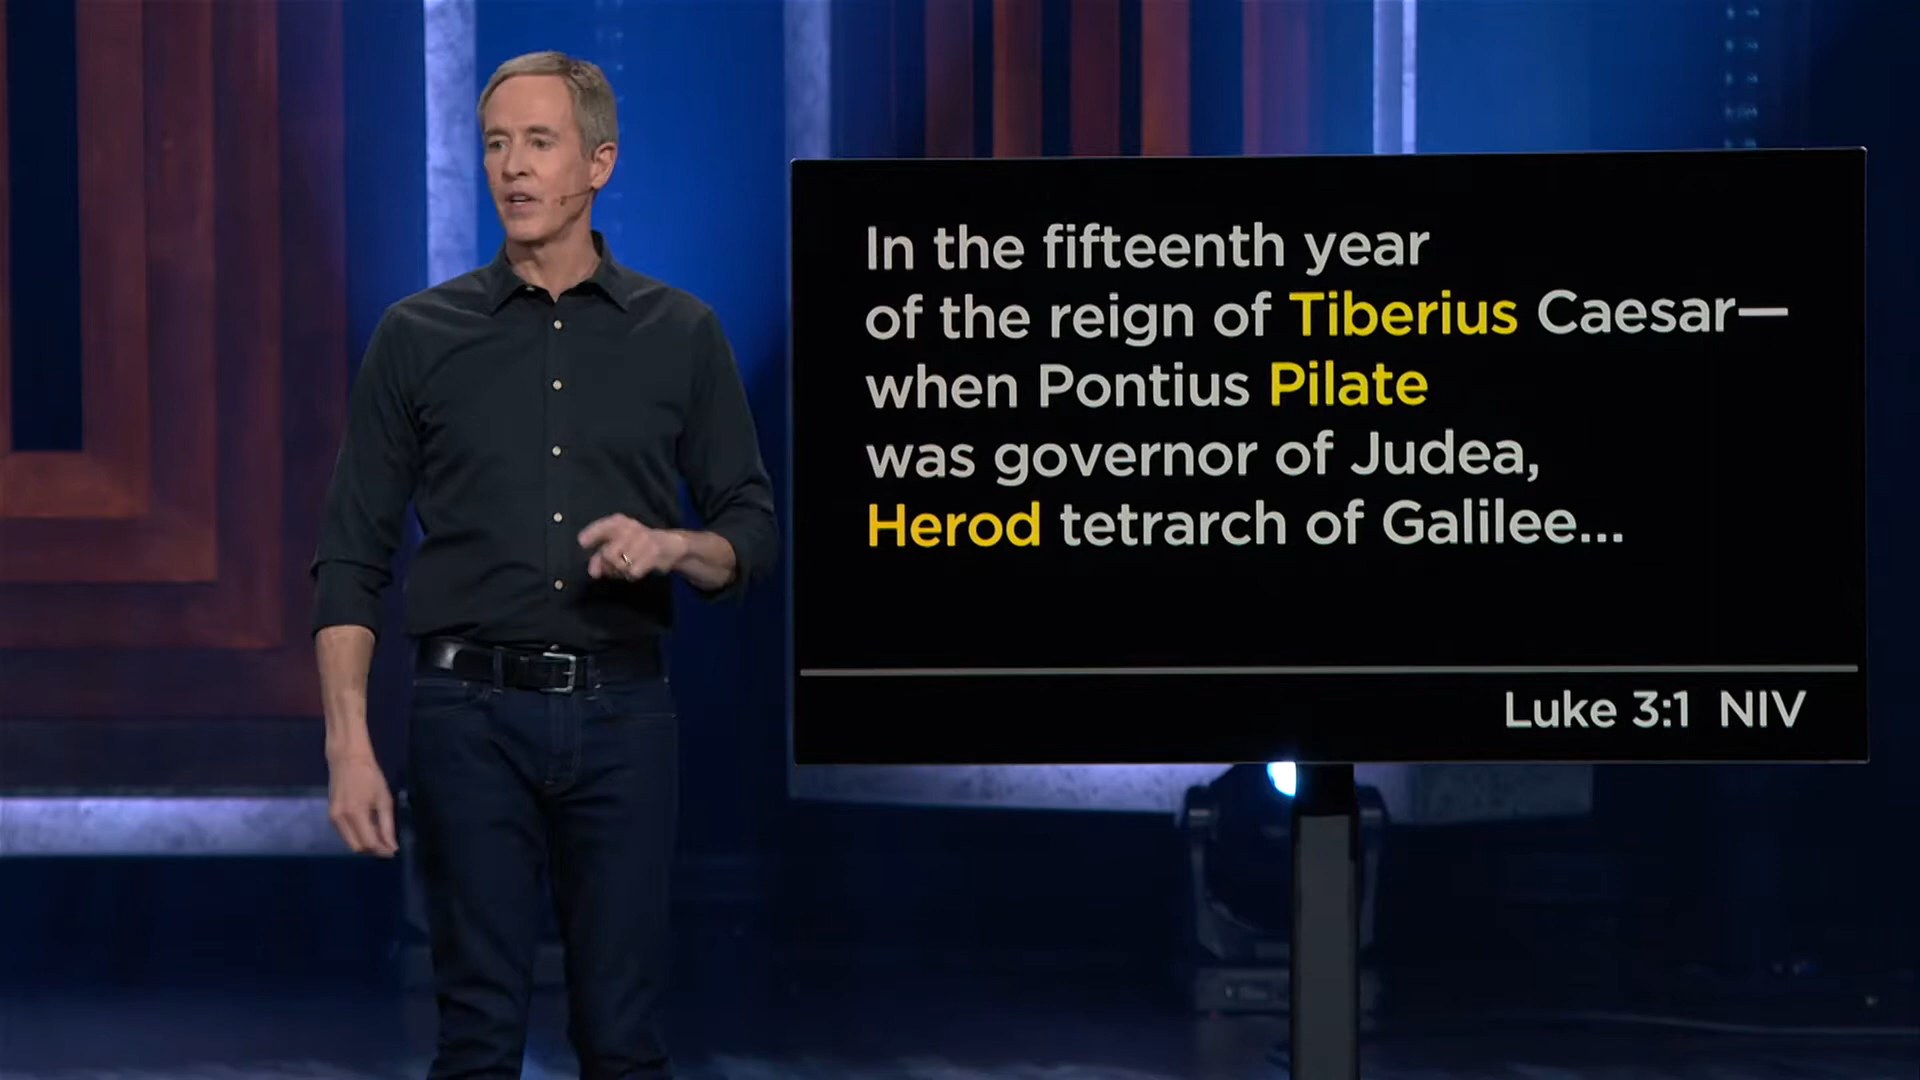 In the fifteenth year
of the reign of Tiberius Caesar—
when Pontius Pilate
was governor of Judea,
Herod tetrarch of Galilee...
Luke 3:1 NIV